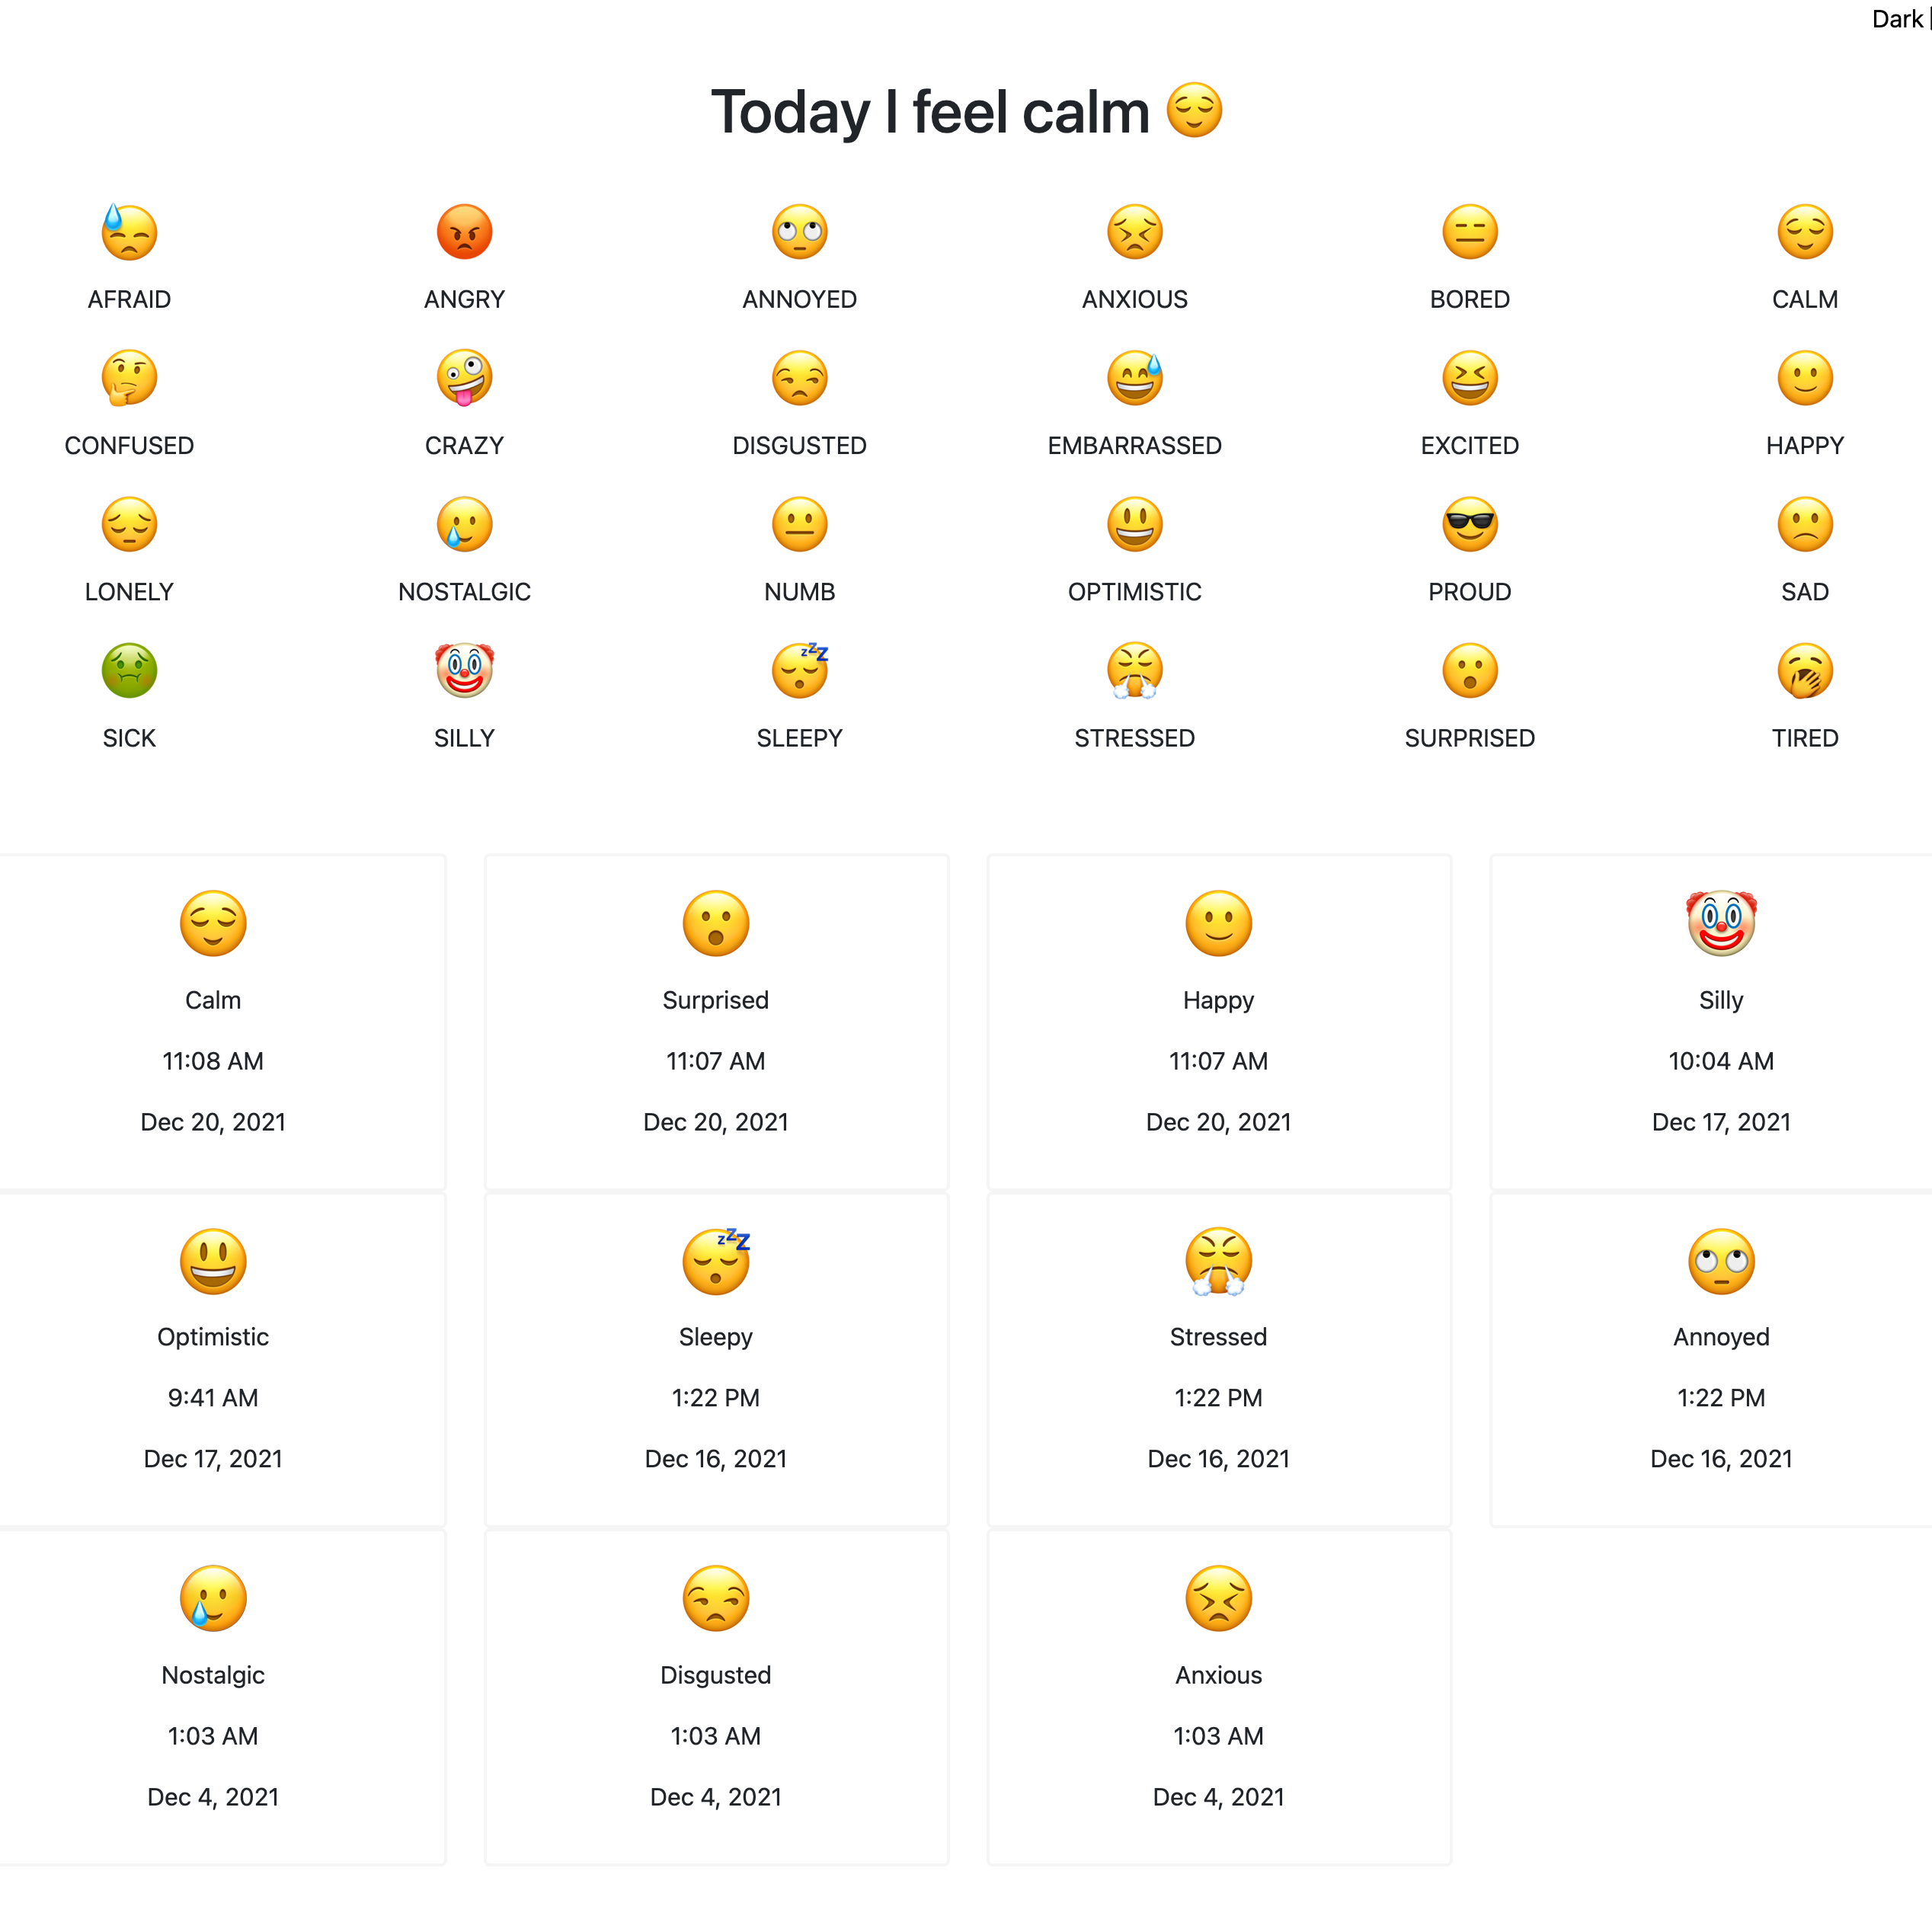 Dark
Today I feel calm 😌
AFRAID ANGRY ANNOYED ANXIOUS BORED CALM
CONFUSED CRAZY DISGUSTED EMBARRASSED EXCITED HAPPY
LONELY NOSTALGIC NUMB OPTIMISTIC PROUD SAD
SICK SILLY SLEEPY STRESSED SURPRISED TIRED
Calm Surprised Happy Silly
11:08 AM 11:07 AM 11:07 AM 10:04 AM
Dec 20, 2021 Dec 20, 2021 Dec 20, 2021 Dec 17, 2021
Optimistic Sleepy Stressed Annoyed
9:41 AM 1:22 PM 1:22 PM 1:22 PM
Dec 17, 2021 Dec 16, 2021 Dec 16, 2021 Dec 16, 2021
Nostalgic Disgusted Anxious
1:03 AM 1:03 AM 1:03 AM
Dec 4, 2021 Dec 4, 2021 Dec 4, 2021